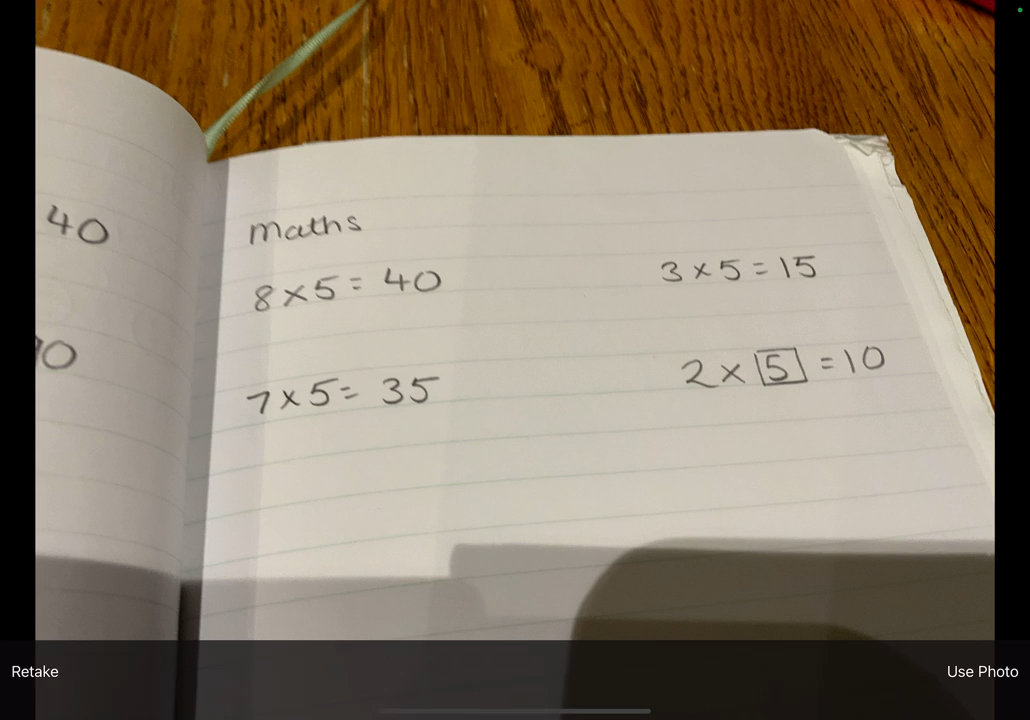 40
maths
8 x 5 = 40
3 x 5 = 15
7 x 5 = 35
2 x 5 = 10
Retake
Use Photo